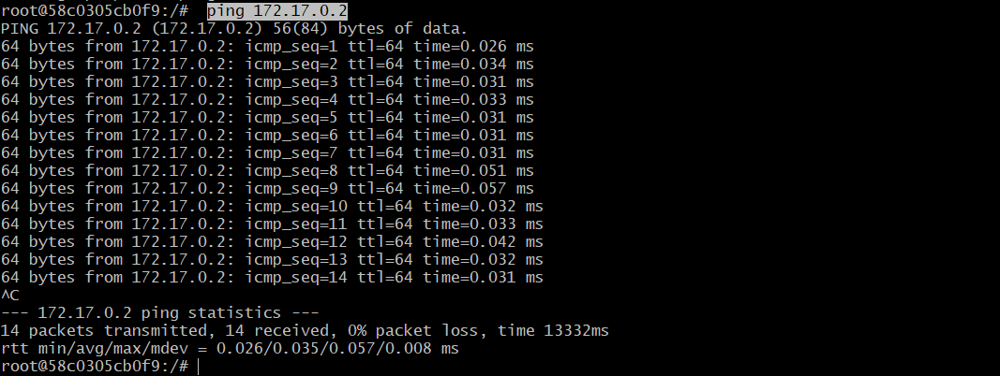 root@58c0305cb0f9:/#  ping 172.17.0.2
PING 172.17.0.2 (172.17.0.2) 56(84) bytes of data.
64 bytes from 172.17.0.2: icmp_seq=1 ttl=64 time=0.026 ms
64 bytes from 172.17.0.2: icmp_seq=2 ttl=64 time=0.034 ms
64 bytes from 172.17.0.2: icmp_seq=3 ttl=64 time=0.031 ms
64 bytes from 172.17.0.2: icmp_seq=4 ttl=64 time=0.033 ms
64 bytes from 172.17.0.2: icmp_seq=5 ttl=64 time=0.031 ms
64 bytes from 172.17.0.2: icmp_seq=6 ttl=64 time=0.031 ms
64 bytes from 172.17.0.2: icmp_seq=7 ttl=64 time=0.031 ms
64 bytes from 172.17.0.2: icmp_seq=8 ttl=64 time=0.051 ms
64 bytes from 172.17.0.2: icmp_seq=9 ttl=64 time=0.057 ms
64 bytes from 172.17.0.2: icmp_seq=10 ttl=64 time=0.032 ms
64 bytes from 172.17.0.2: icmp_seq=11 ttl=64 time=0.033 ms
64 bytes from 172.17.0.2: icmp_seq=12 ttl=64 time=0.042 ms
64 bytes from 172.17.0.2: icmp_seq=13 ttl=64 time=0.032 ms
64 bytes from 172.17.0.2: icmp_seq=14 ttl=64 time=0.031 ms
^C
--- 172.17.0.2 ping statistics ---
14 packets transmitted, 14 received, 0% packet loss, time 13332ms
rtt min/avg/max/mdev = 0.026/0.035/0.057/0.008 ms
root@58c0305cb0f9:/#